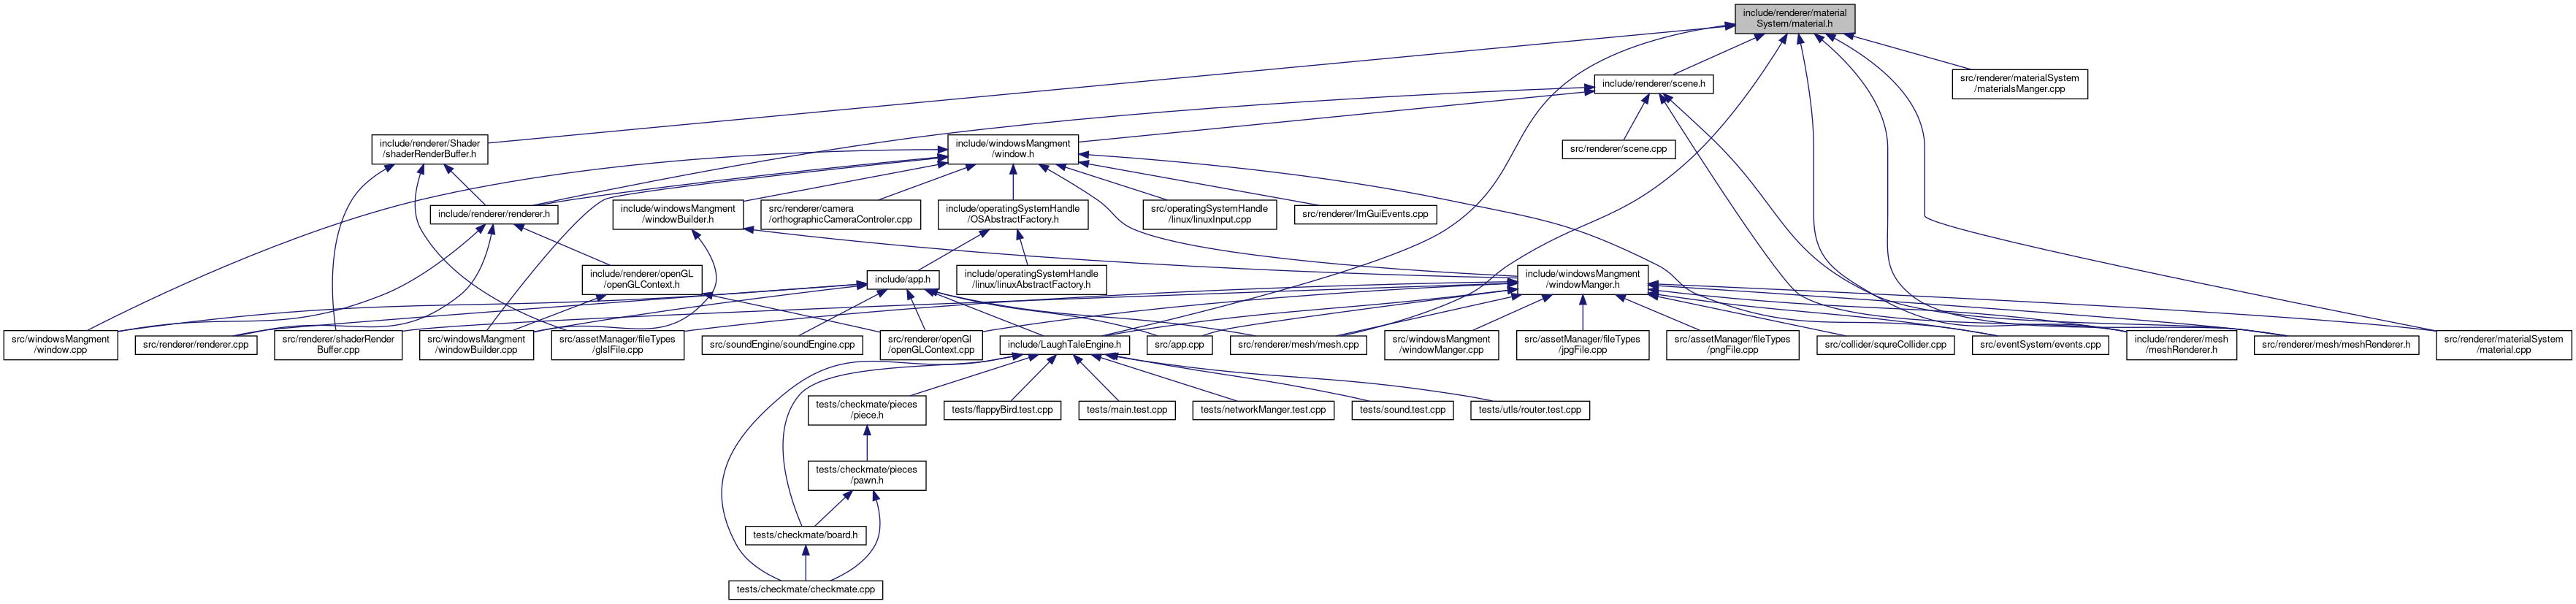 include/renderer/material
System/material.h
include/renderer/scene.h
src/renderer/materialSystem
/materialsManger.cpp
include/renderer/Shader
/shaderRenderBuffer.h
include/windowsMangment
/window.h
src/renderer/scene.cpp
include/renderer/renderer.h
include/windowsMangment
/windowBuilder.h
src/renderer/camera
/orthographicCameraControler.cpp
include/operatingSystemHandle
/OSAbstractFactory.h
src/operatingSystemHandle
/linux/linuxInput.cpp
src/renderer/ImGuiEvents.cpp
include/renderer/openGL
/openGLContext.h
include/app.h
include/operatingSystemHandle
/linux/linuxAbstractFactory.h
include/windowsMangment
/windowManger.h
src/windowsMangment
/window.cpp
src/renderer/renderer.cpp
src/renderer/shaderRender
Buffer.cpp
src/windowsMangment
/windowBuilder.cpp
src/assetManager/fileTypes
/glslFile.cpp
src/soundEngine/soundEngine.cpp
src/renderer/openGl
/openGLContext.cpp
include/LaughTaleEngine.h
src/app.cpp
src/renderer/mesh/mesh.cpp
src/windowsMangment
/windowManger.cpp
src/assetManager/fileTypes
/jpgFile.cpp
src/assetManager/fileTypes
/pngFile.cpp
src/collider/squreCollider.cpp
src/eventSystem/events.cpp
include/renderer/mesh
/meshRenderer.h
src/renderer/mesh/meshRenderer.h
src/renderer/materialSystem
/material.cpp
tests/checkmate/pieces
/piece.h
tests/flappyBird.test.cpp
tests/main.test.cpp
tests/networkManger.test.cpp
tests/sound.test.cpp
tests/utls/router.test.cpp
tests/checkmate/pieces
/pawn.h
tests/checkmate/board.h
tests/checkmate/checkmate.cpp